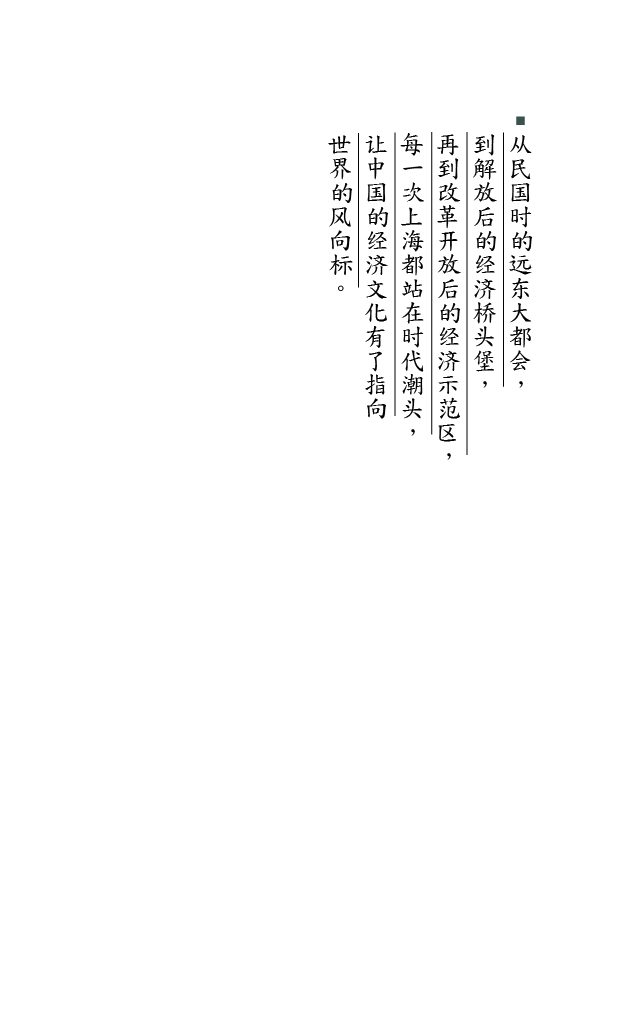 从民国时的远东大都会，
到解放后的经济桥头堡，
再到改革开放后的经济示范区，
每一次上海都站在时代潮头，
让中国的经济文化有了指向
世界的风向标。